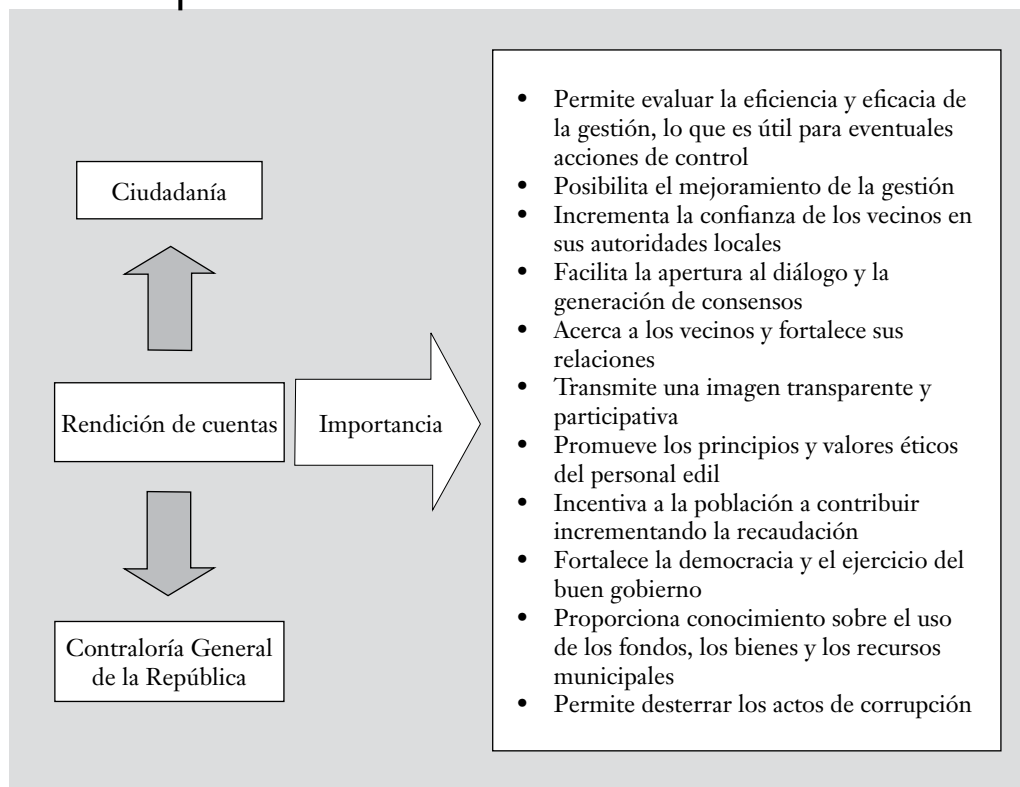 Ciudadanía
Rendición de cuentas
Importancia
Contraloría General
de la República
• Permite evaluar la eficiencia y eficacia de
la gestión, lo que es útil para eventuales
acciones de control
• Posibilita el mejoramiento de la gestión
• Incrementa la confianza de los vecinos en
sus autoridades locales
• Facilita la apertura al diálogo y la
generación de consensos
• Acerca a los vecinos y fortalece sus
relaciones
• Transmite una imagen transparente y
participativa
• Promueve los principios y valores éticos
del personal edil
• Incentiva a la población a contribuir
incrementando la recaudación
• Fortalece la democracia y el ejercicio del
buen gobierno
• Proporciona conocimiento sobre el uso
de los fondos, los bienes y los recursos
municipales
• Permite desterrar los actos de corrupción